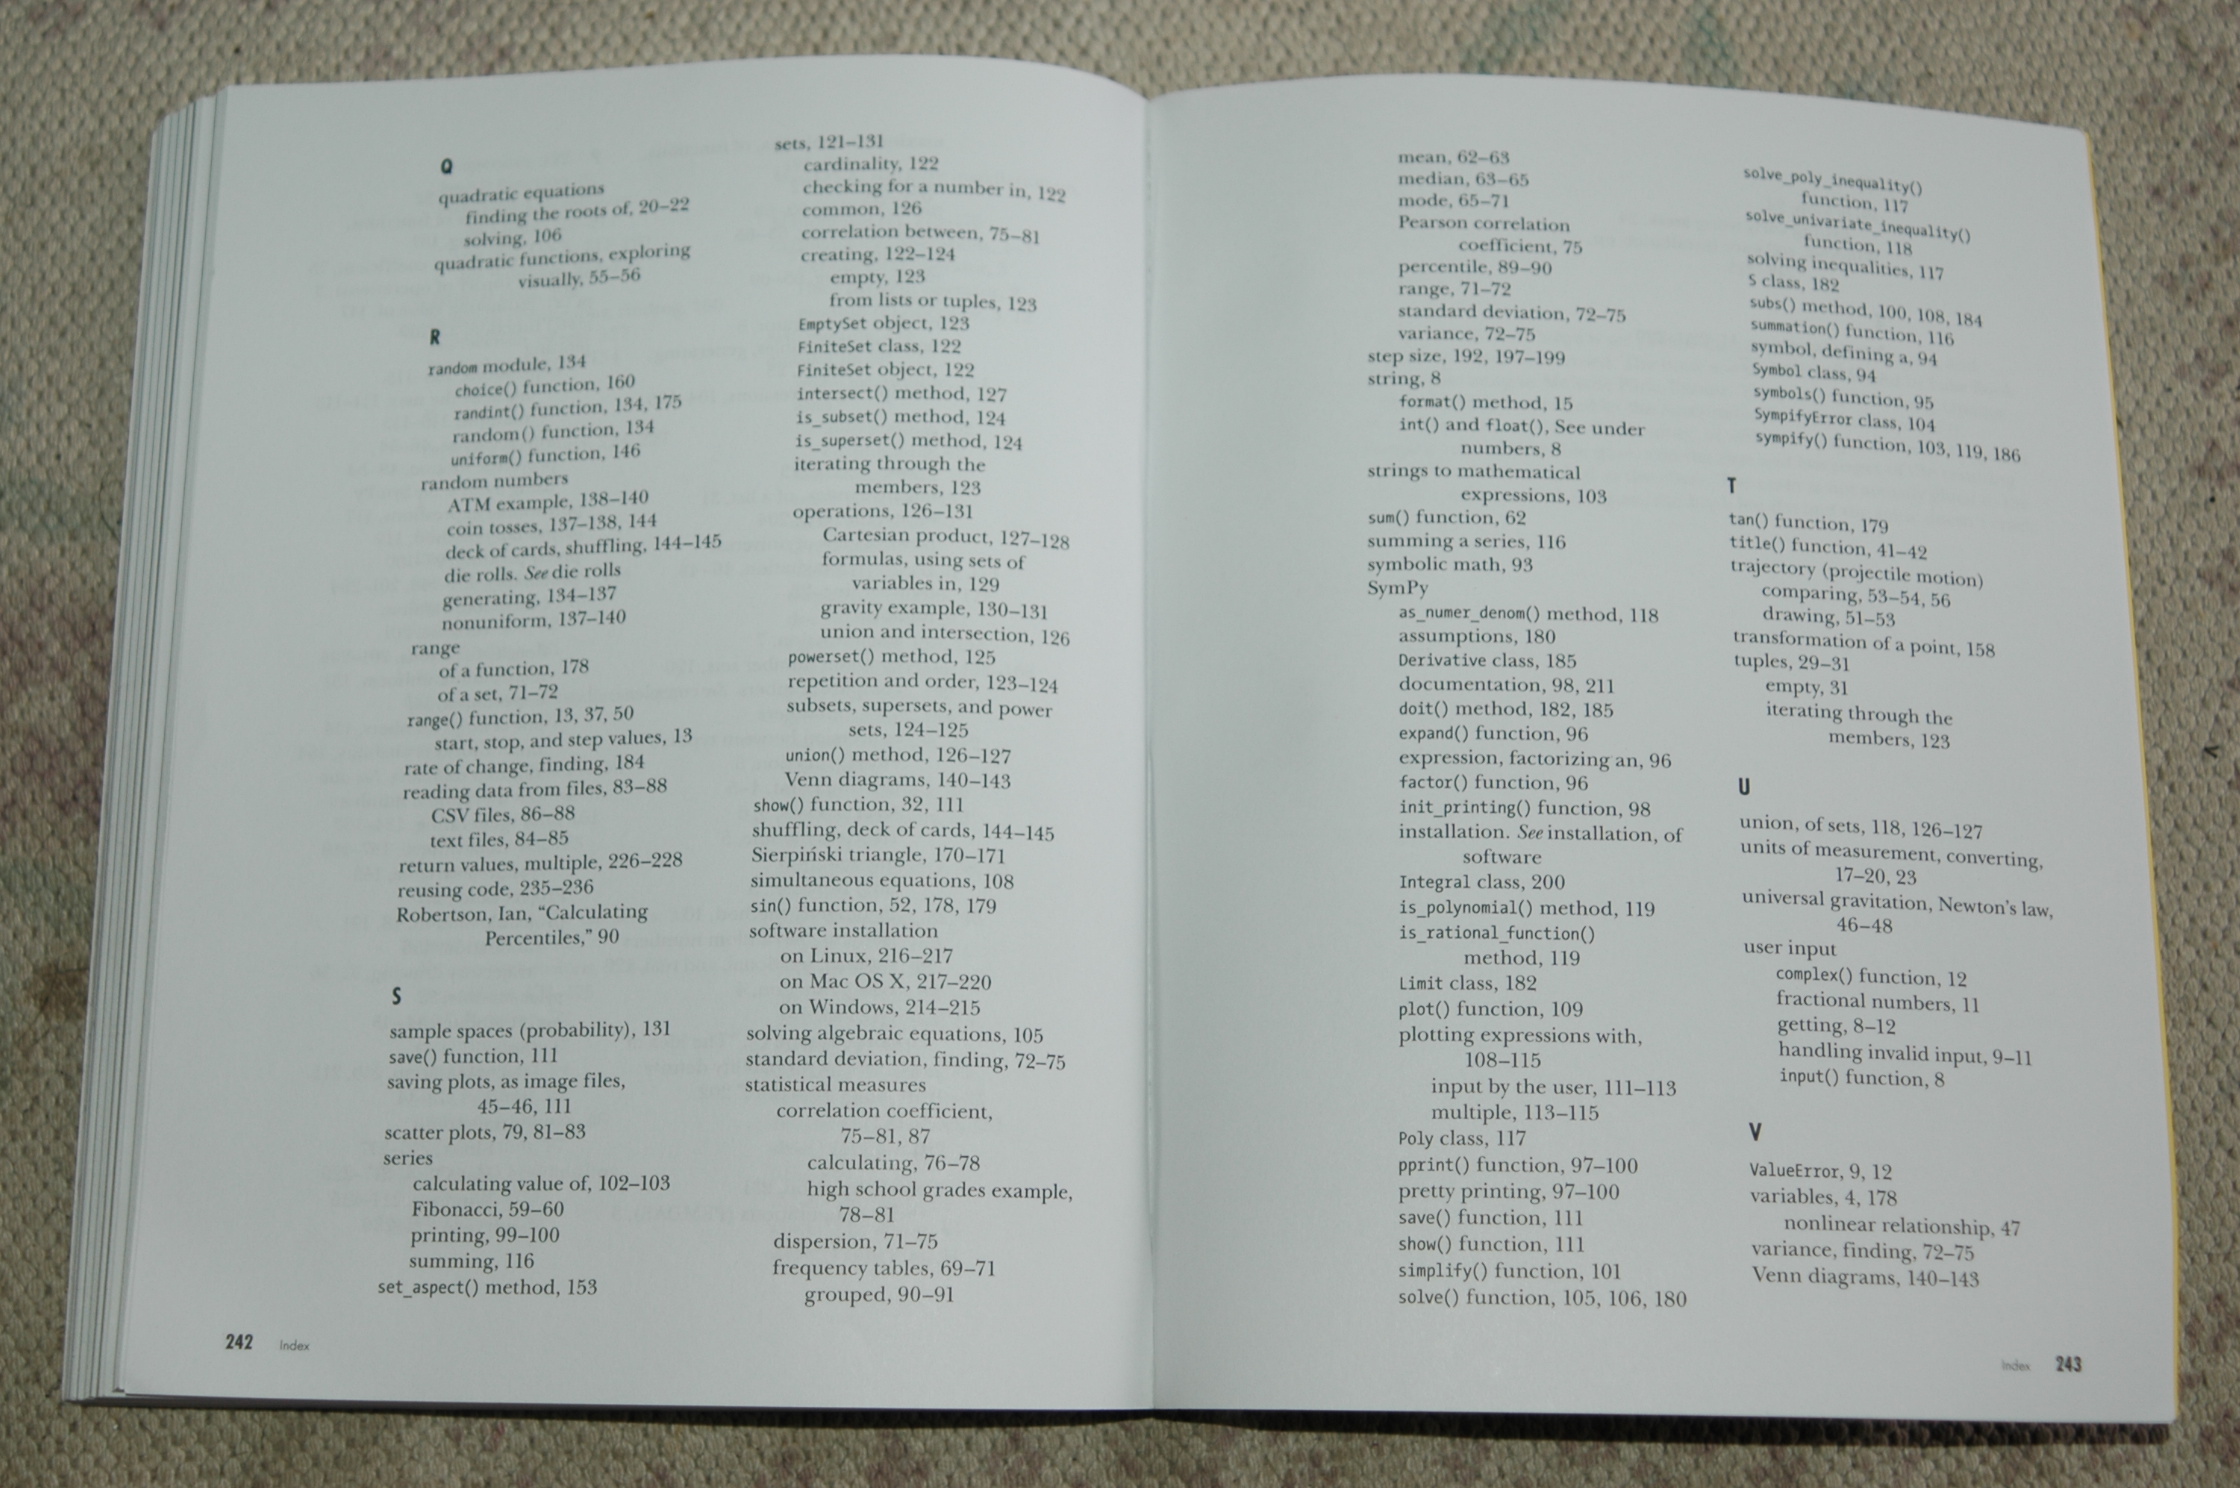 Q
quadratic equations
finding the roots of, 20–22
solving, 106
quadratic functions, exploring
visually, 55–56
R
random module, 134
choice() function, 160
randint() function, 134, 175
random() function, 134
uniform() function, 146
random numbers
ATM example, 138–140
coin tosses, 137–138, 144
deck of cards, shuffling, 144–145
die rolls. See die rolls
generating, 134–137
nonuniform, 137–140
range
of a function, 178
of a set, 71–72
range() function, 13, 37, 50
start, stop, and step values, 13
rate of change, finding, 184
reading data from files, 83–88
CSV files, 86–88
text files, 84–85
return values, multiple, 226–228
reusing code, 235–236
Robertson, Ian, “Calculating
Percentiles,” 90
S
sample spaces (probability), 131
save() function, 111
saving plots, as image files,
45–46, 111
scatter plots, 79, 81–83
series
calculating value of, 102–103
Fibonacci, 59–60
printing, 99–100
summing, 116
set_aspect() method, 153
sets, 121–131
cardinality, 122
checking for a number in, 122
common, 126
correlation between, 75–81
creating, 122–124
empty, 123
from lists or tuples, 123
EmptySet object, 123
FiniteSet class, 122
FiniteSet object, 122
intersect() method, 127
is_subset() method, 124
is_superset() method, 124
iterating through the
members, 123
operations, 126–131
Cartesian product, 127–128
formulas, using sets of
variables in, 129
gravity example, 130–131
union and intersection, 126
powerset() method, 125
repetition and order, 123–124
subsets, supersets, and power
sets, 124–125
union() method, 126–127
Venn diagrams, 140–143
show() function, 32, 111
shuffling, deck of cards, 144–145
Sierpiński triangle, 170–171
simultaneous equations, 108
sin() function, 52, 178, 179
software installation
on Linux, 216–217
on Mac OS X, 217–220
on Windows, 214–215
solving algebraic equations, 105
standard deviation, finding, 72–75
statistical measures
correlation coefficient,
75–81, 87
calculating, 76–78
high school grades example,
78–81
dispersion, 71–75
frequency tables, 69–71
grouped, 90–91
242 Index
mean, 62–63
median, 63–65
mode, 65–71
Pearson correlation
coefficient, 75
percentile, 89–90
range, 71–72
standard deviation, 72–75
variance, 72–75
step size, 192, 197–199
string, 8
format() method, 15
int() and float(). See under
numbers, 8
strings to mathematical
expressions, 103
sum() function, 62
summing a series, 116
symbolic math, 93
SymPy
as_numer_denom() method, 118
assumptions, 180
Derivative class, 185
documentation, 98, 211
doit() method, 182, 185
expand() function, 96
expression, factorizing an, 96
factor() function, 96
init_printing() function, 98
installation. See installation, of
software
Integral class, 200
is_polynomial() method, 119
is_rational_function()
method, 119
Limit class, 182
plot() function, 109
plotting expressions with,
108–115
input by the user, 111–113
multiple, 113–115
Poly class, 117
pprint() function, 97–100
pretty printing, 97–100
save() function, 111
show() function, 111
simplify() function, 101
solve() function, 105, 106, 180
solve_poly_inequality()
function, 117
solve_univariate_inequality()
function, 118
solving inequalities, 117
S class, 182
subs() method, 100, 108, 184
summation() function, 116
symbol, defining a, 94
Symbol class, 94
symbols() function, 95
SympifyError class, 104
sympify() function, 103, 119, 186
T
tan() function, 179
title() function, 41–42
trajectory (projectile motion)
comparing, 53–54, 56
drawing, 51–53
transformation of a point, 158
tuples, 29–31
empty, 31
iterating through the
members, 123
U
union, of sets, 118, 126–127
units of measurement, converting,
17–20, 23
universal gravitation, Newton’s law,
46–48
user input
complex() function, 12
fractional numbers, 11
getting, 8–12
handling invalid input, 9–11
input() function, 8
V
ValueError, 9, 12
variables, 4, 178
nonlinear relationship, 47
variance, finding, 72–75
Venn diagrams, 140–143
Index 243